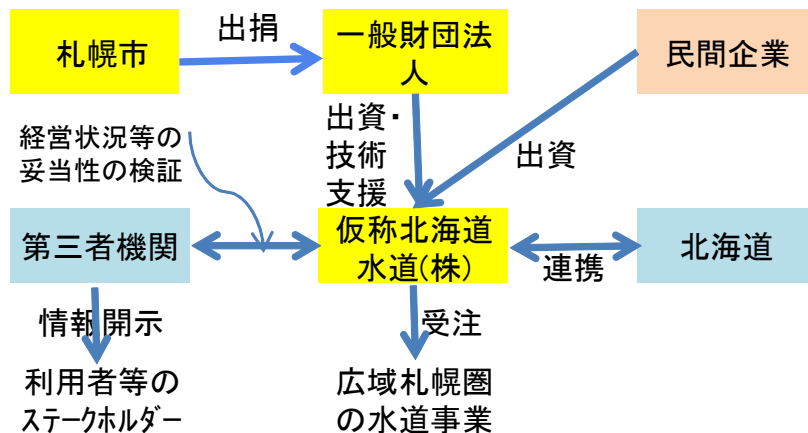 札幌市
出捐
一般財団法
人
民間企業
経営状況等の
妥当性の検証
出資・
技術
支援
出資
第三者機関
仮称北海道
水道(株)
連携
北海道
情報開示
受注
利用者等の
ｽﾃｰｸﾎﾙﾀﾞｰ
広域札幌圏
の水道事業